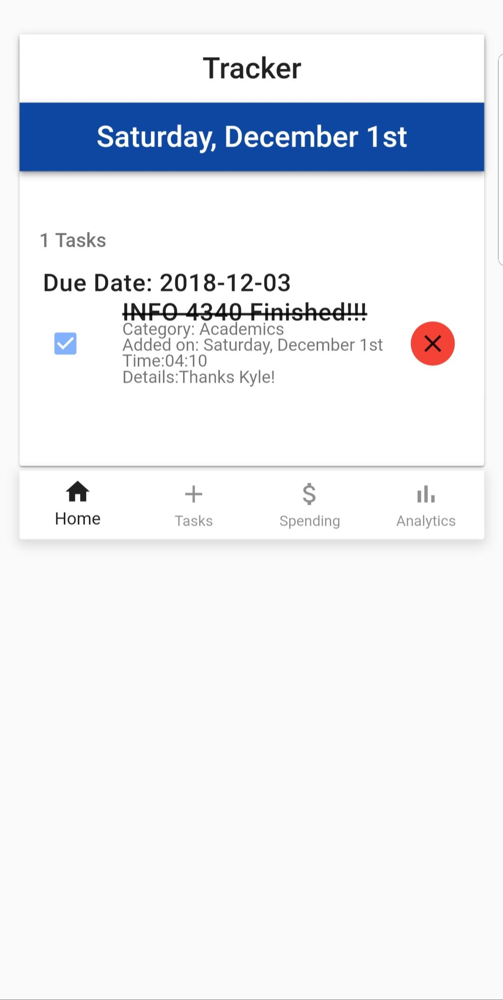 Tracker
Saturday, December 1st
1 Tasks
Due Date: 2018-12-03
INFO 4340 Finished!!!
Category: Academics
Added on: Saturday, December 1st
Time:04:10
Details:Thanks Kyle!
Home
Tasks
Spending
Analytics